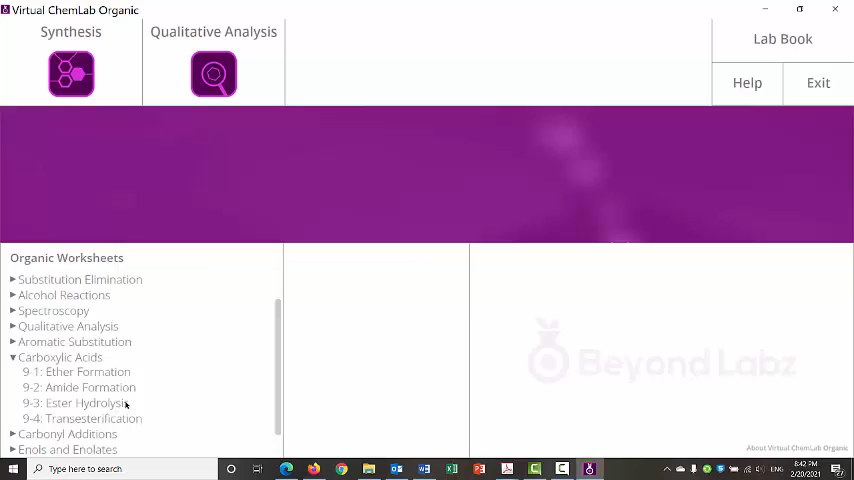 Virtual ChemLab Organic
Synthesis
Qualitative Analysis
Lab Book
Help
Exit
Organic Worksheets
Substitution Elimination
Alcohol Reactions
Spectroscopy
Qualitative Analysis
Aromatic Substitution
Carboxylic Acids
9-1: Ether Formation
9-2: Amide Formation
9-3: Ester Hydrolysis
9-4: Transesterification
Carbonyl Additions
Enols and Enolates
Beyond Labz
About Virtual ChemLab Organic
Type here to search
8:42 PM
2/20/2021